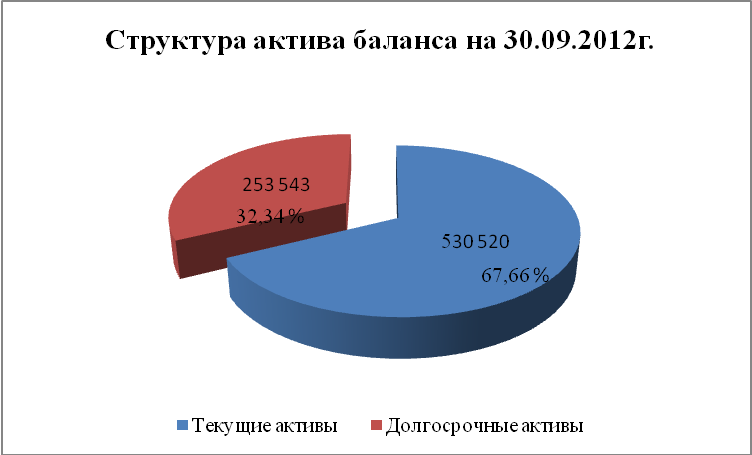 Структура актива баланса на 30.09.2012г.
253 543
32,34%
530 520
67,66%
Текущие активы
Долгосрочные активы